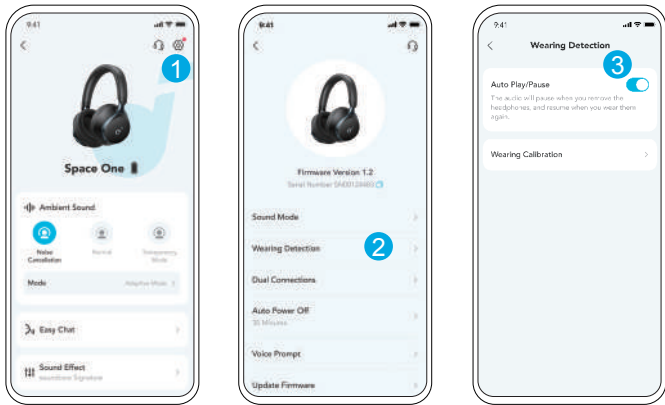 9:41
1
Space One
Ambient Sound
Noise
Cancellation
Normal
Transparency
Mode
Mode
Adaptive Mode
Easy Chat
Sound Effect
soundcore Signature
9:41
Firmware Version 1.2
Sound Mode
Wearing Detection
2
Dual Connections
Auto Power Off
30 Minutes
Voice Prompt
Update Firmware
9:41
Wearing Detection
3
Auto Play/Pause
The audio will pause when you remove the
headphones, and resume when you wear them
again.
Wearing Calibration